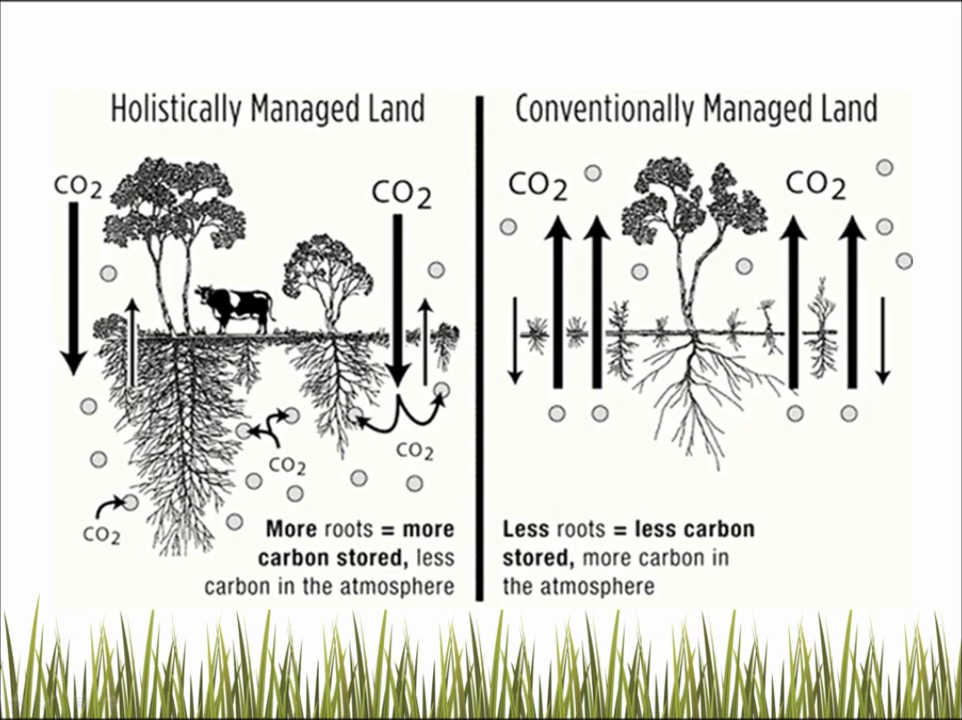 Holistically Managed Land
CO2
CO2
CO2
CO2
CO2
More roots = more
carbon stored, less
carbon in the atmosphere
Conventionally Managed Land
CO2
CO2
Less roots = less carbon
stored, more carbon in
the atmosphere